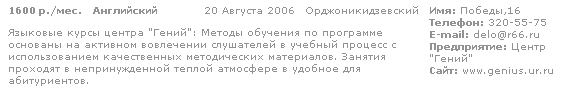 1600 р./мес. Английский 20 Августа 2006 Орджоникидзевский
Языковые курсы центра "Гений": Методы обучения по программе
основаны на активном вовлечении слушателей в учебный процесс с
использованием качественных методических материалов. Занятия
проходят в непринужденной теплой атмосфере в удобное для
абитуриентов.
Имя: Победы,16
Телефон: 320-55-75
E-mail: delo@r66.ru
Предприятие: Центр
"Гений"
Сайт: www.genius.ur.ru